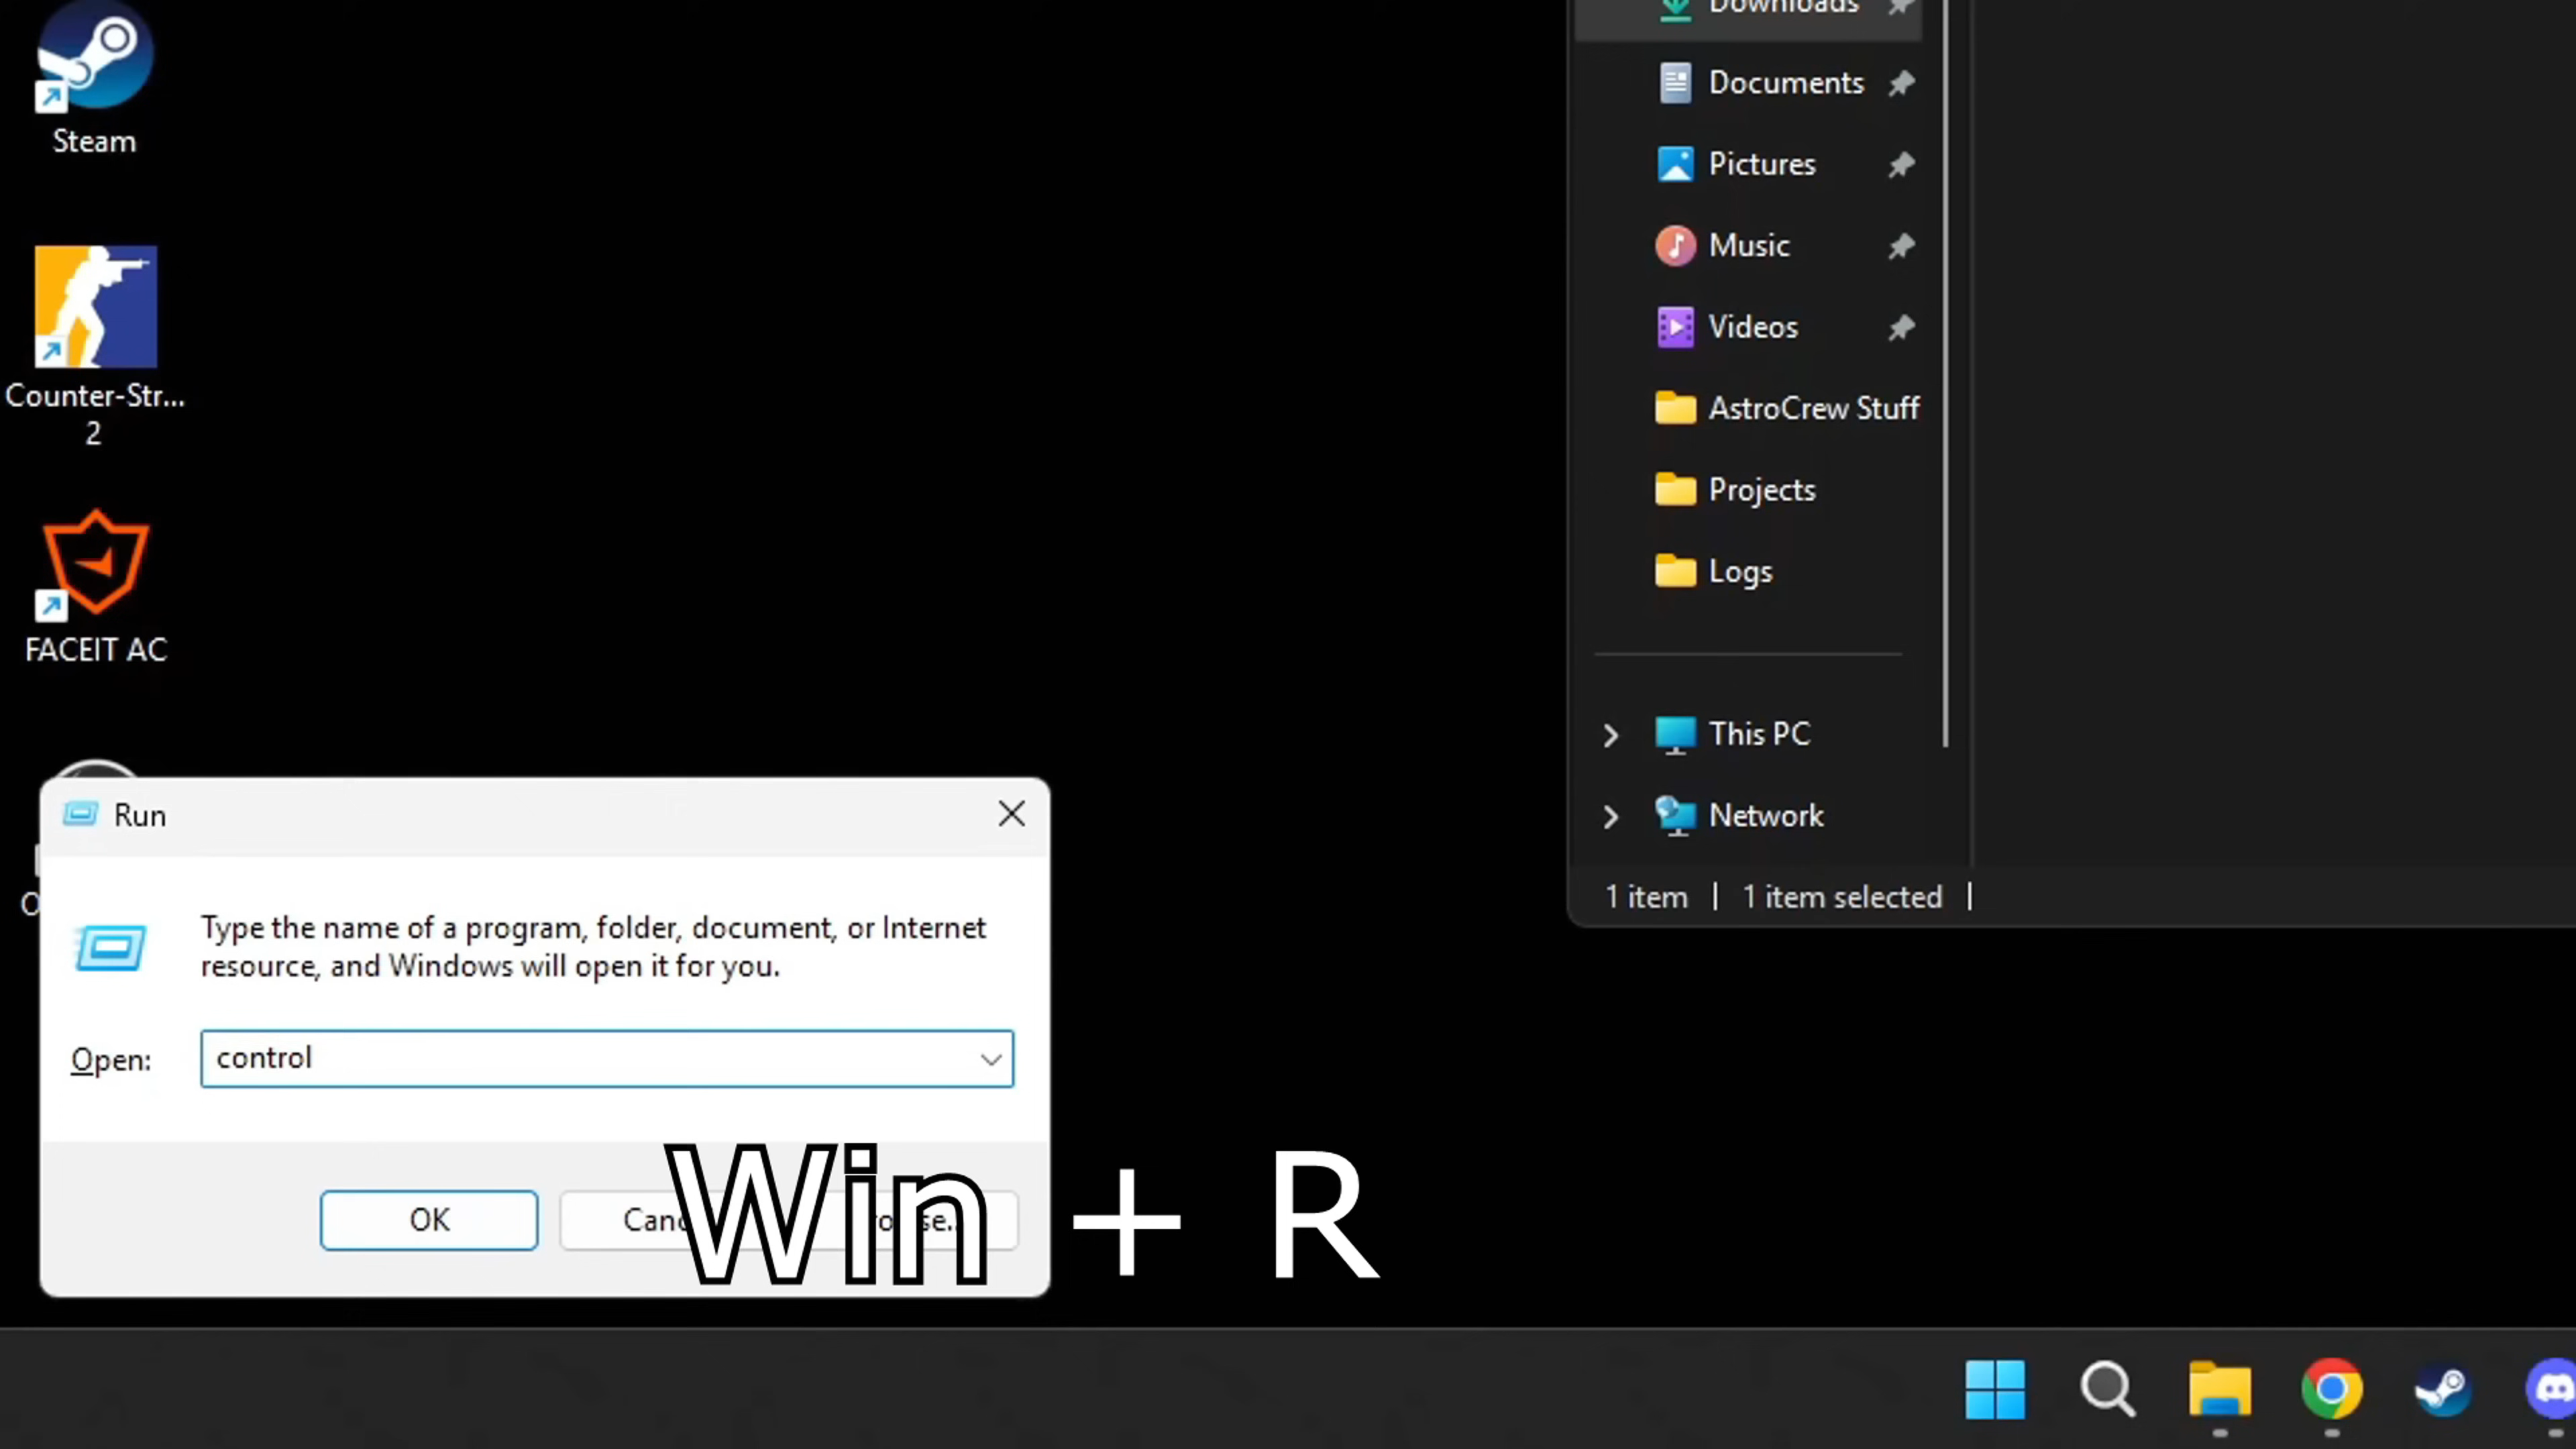 Steam
Counter-Str...
2
FACEIT AC
Downloads
Documents
Pictures
Music
Videos
AstroCrew Stuff
Projects
Logs
This PC
Network
1 item
1 item selected
Run
Type the name of a program, folder, document, or Internet
resource, and Windows will open it for you.
Open:
control
OK
Win + R